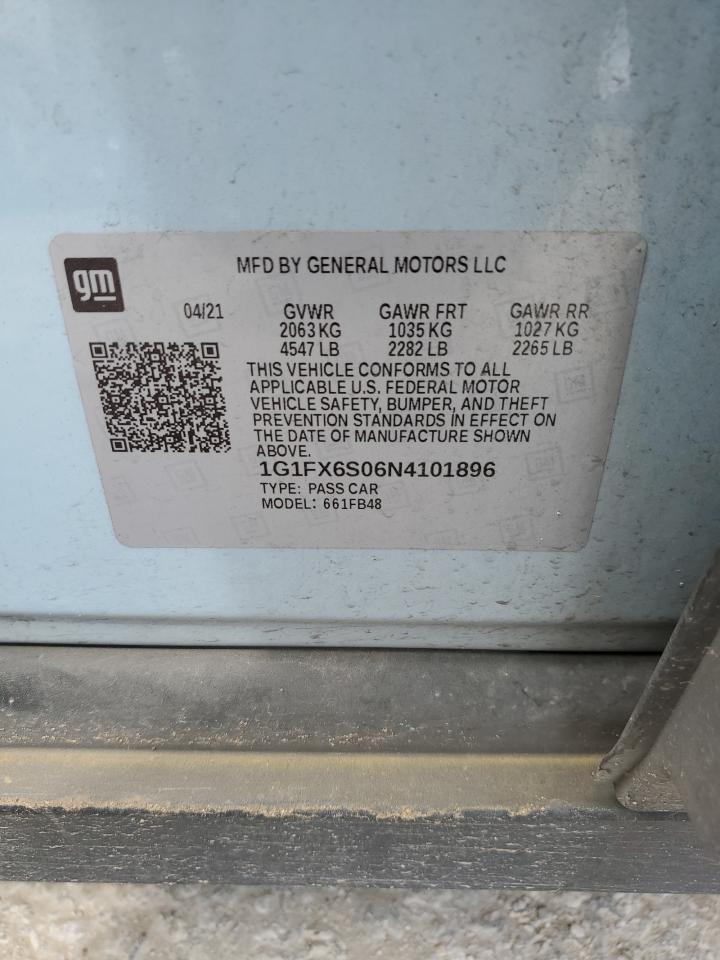 gm
MFD BY GENERAL MOTORS LLC
04/21 GVWR GAWR FRT GAWR RR
2063 KG 1035 KG 1027 KG
4547 LB 2282 LB 2265 LB
THIS VEHICLE CONFORMS TO ALL
APPLICABLE U.S. FEDERAL MOTOR
VEHICLE SAFETY, BUMPER, AND THEFT
PREVENTION STANDARDS IN EFFECT ON
THE DATE OF MANUFACTURE SHOWN
ABOVE.
1G1FX6S06N4101896
TYPE: PASS CAR
MODEL: 661FB48